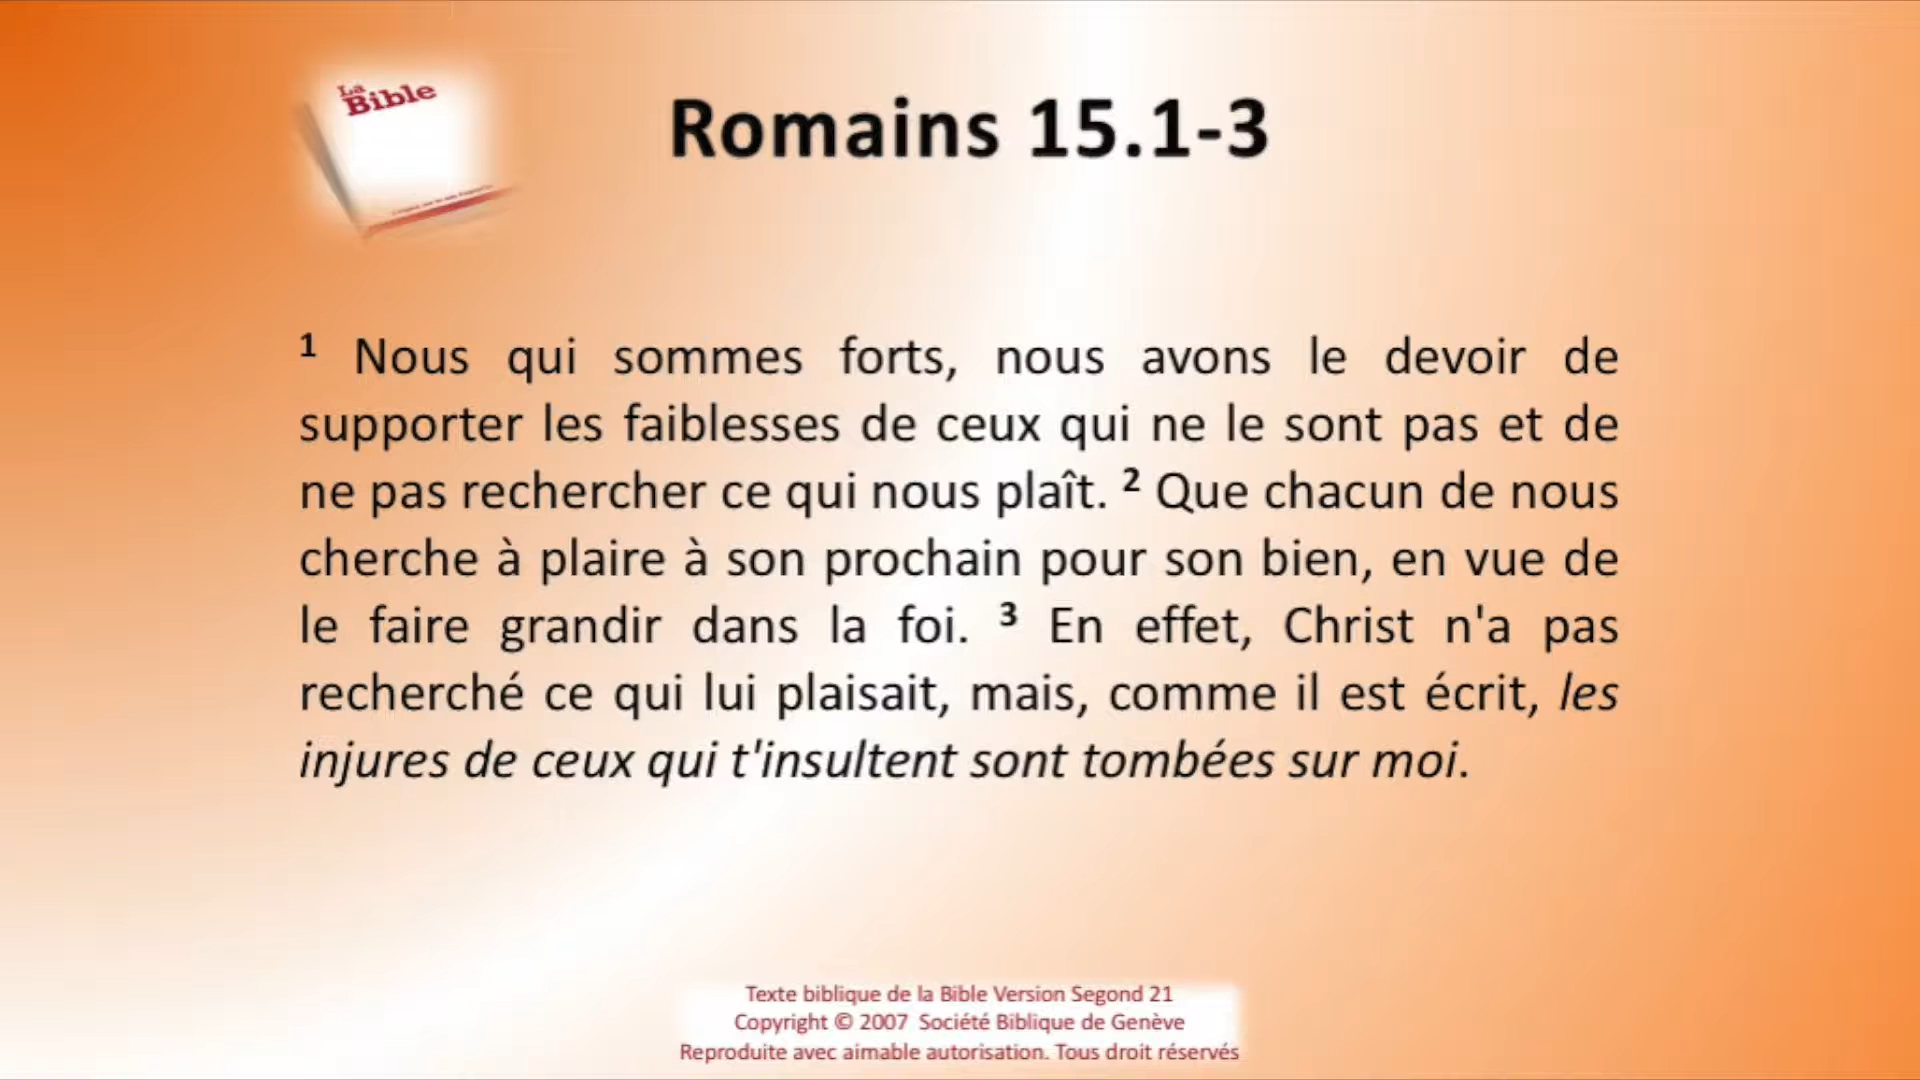 La
Bible
Romains 15.1-3
1 Nous qui sommes forts, nous avons le devoir de
supporter les faiblesses de ceux qui ne le sont pas et de
ne pas rechercher ce qui nous plaît. 2 Que chacun de nous
cherche à plaire à son prochain pour son bien, en vue de
le faire grandir dans la foi. 3 En effet, Christ n'a pas
recherché ce qui lui plaisait, mais, comme il est écrit, les
injures de ceux qui t'insultent sont tombées sur moi.
Texte biblique de la Bible Version Segond 21
Copyright © 2007 Société Biblique de Genève
Reproduite avec aimable autorisation. Tous droit réservés